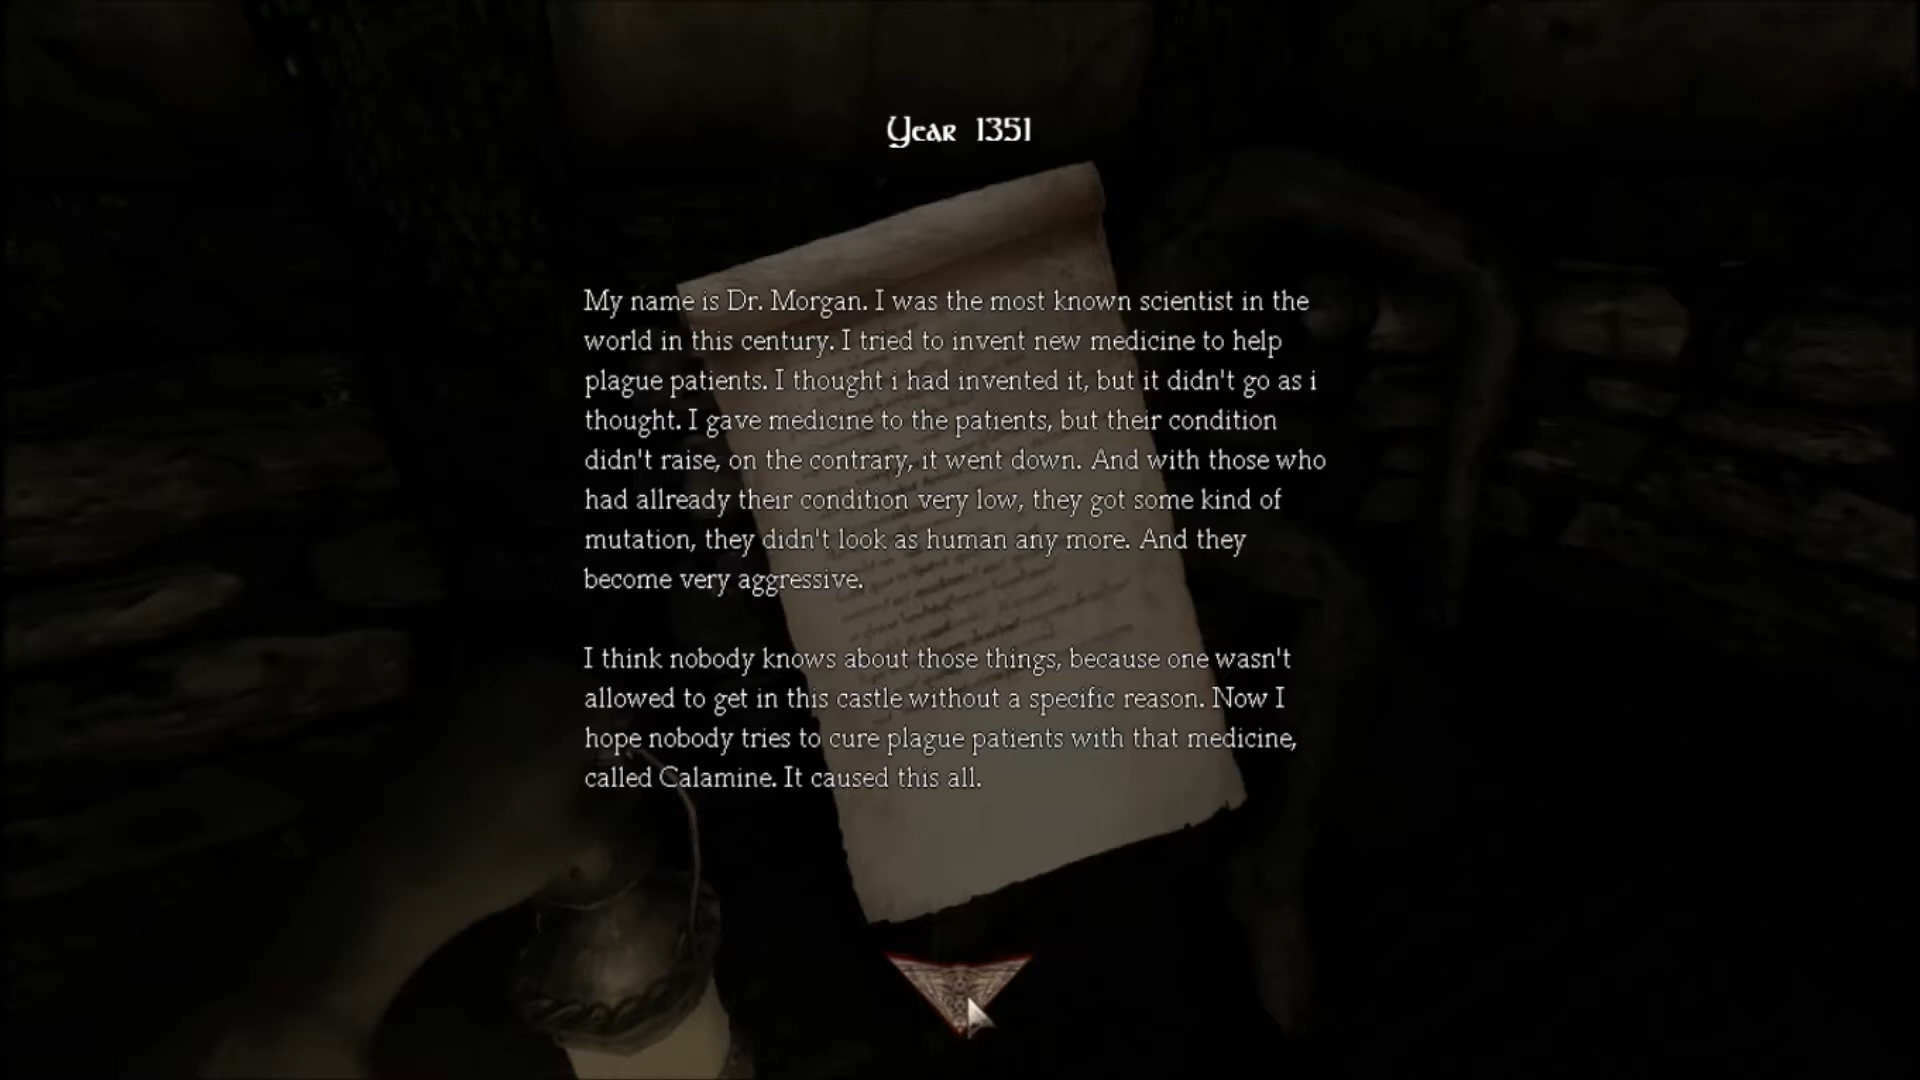 Year 1351
My name is Dr. Morgan. I was the most known scientist in the
world in this century. I tried to invent new medicine to help
plague patients. I thought i had invented it, but it didn't go as i
thought. I gave medicine to the patients, but their condition
didn't raise, on the contrary, it went down. And with those who
had allready their condition very low, they got some kind of
mutation, they didn't look as human any more. And they
become very aggressive.
I think nobody knows about those things, because one wasn't
allowed to get in this castle without a specific reason. Now I
hope nobody tries to cure plague patients with that medicine,
called Calamine. It caused this all.